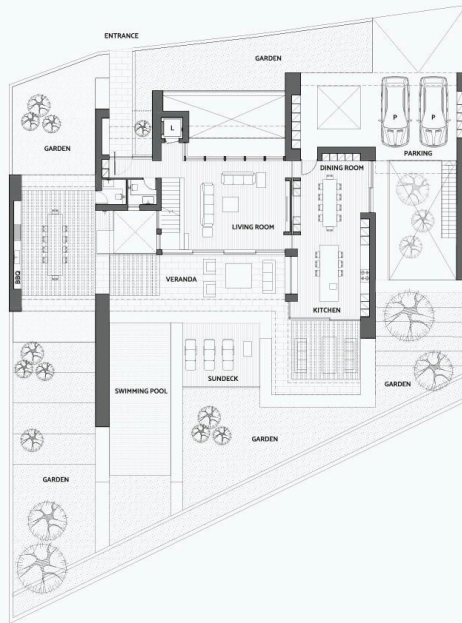 ENTRANCE
GARDEN
L
P P
GARDEN
PARKING
DINING ROOM
LIVING ROOM
BBQ
VERANDA
KITCHEN
SUNDECK
SWIMMING POOL
GARDEN
GARDEN
GARDEN